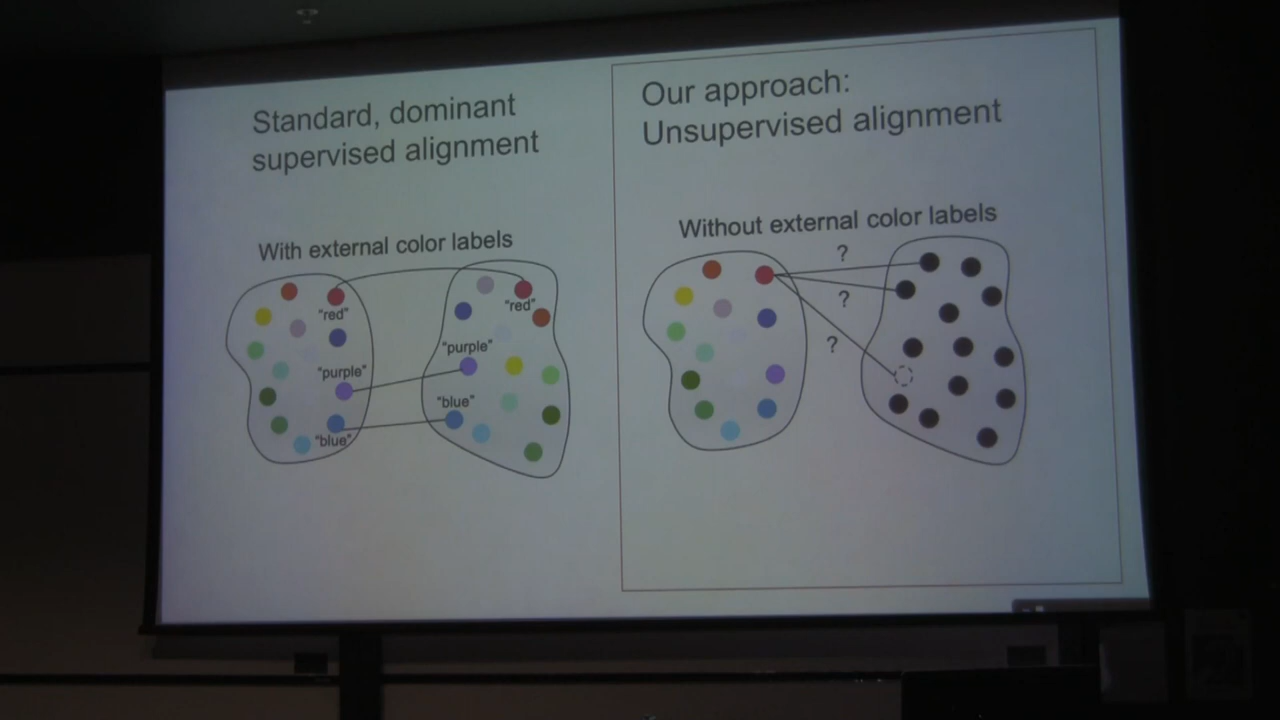 Standard, dominant
supervised alignment
With external color labels
"red"
"red"
"purple"
"purple"
"blue"
"blue"
Our approach:
Unsupervised alignment
Without external color labels
?
?
?